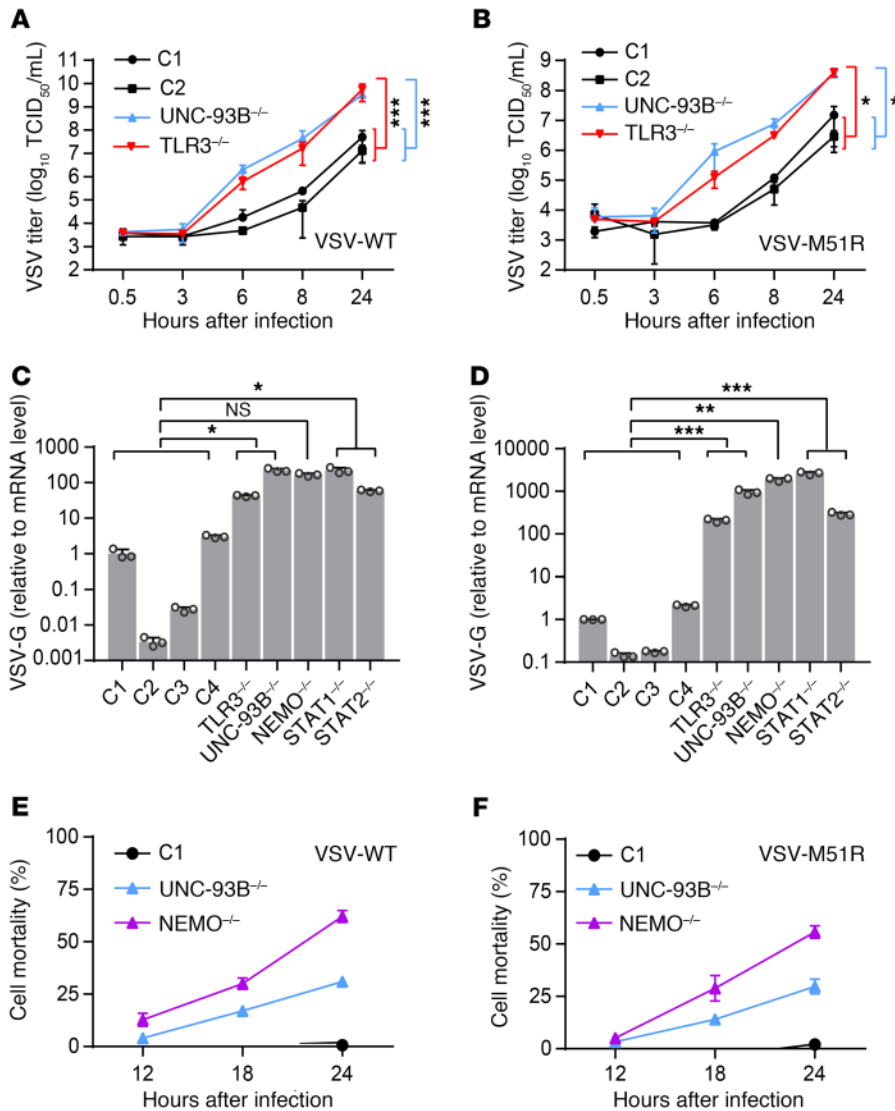 A
C1
C2
UNC-93B–/–
TLR3–/–
VSV titer (log10 TCID50/mL)
11
10
9
8
7
6
5
4
3
2
***
***
VSV-WT
0.5 3 6 8 24
Hours after infection
B
C1
C2
UNC-93B–/–
TLR3–/–
VSV titer (log10 TCID50/mL)
9
8
7
6
5
4
3
2
*
*
VSV-M51R
0.5 3 6 8 24
Hours after infection
C
*
NS
*
VSV-G (relative to mRNA level)
1000
100
10
1
0.1
0.01
0.001
C1
C2
C3
C4
TLR3–/–
UNC-93B–/–
NEMO–/–
STAT1–/–
STAT2–/–
D
***
**
***
VSV-G (relative to mRNA level)
10000
1000
100
10
1
0.1
C1
C2
C3
C4
TLR3–/–
UNC-93B–/–
NEMO–/–
STAT1–/–
STAT2–/–
E
C1
UNC-93B–/–
NEMO–/–
VSV-WT
Cell mortality (%)
100
75
50
25
0
12 18 24
Hours after infection
F
C1
UNC-93B–/–
NEMO–/–
VSV-M51R
Cell mortality (%)
100
75
50
25
0
12 18 24
Hours after infection